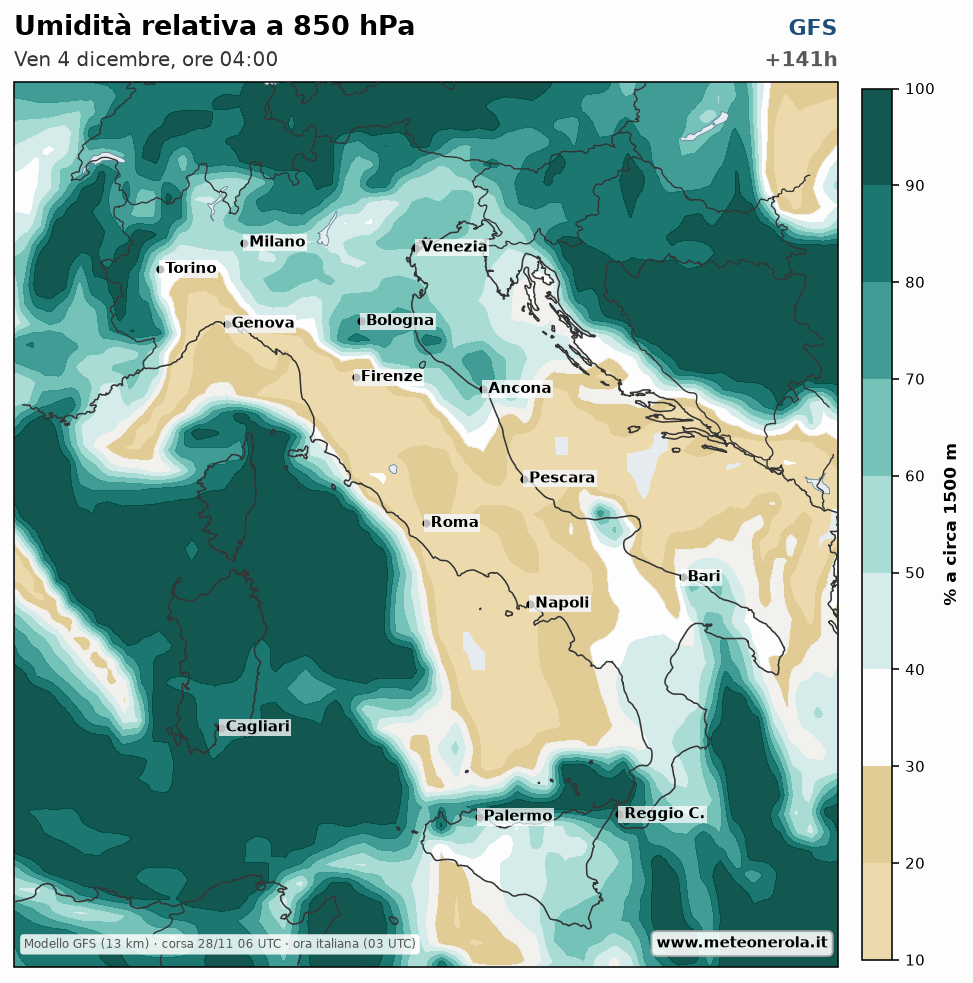 Umidità relativa a 850 hPa
GFS
Ven 4 dicembre, ore 04:00
+141h
Milano
Venezia
Torino
Genova
Bologna
Firenze
Ancona
Pescara
Roma
Bari
Napoli
Cagliari
Palermo
Reggio C.
100
90
80
70
60
50
40
30
20
10
% a circa 1500 m
Modello GFS (13 km) · corsa 28/11 06 UTC · ora italiana (03 UTC)
www.meteonerola.it